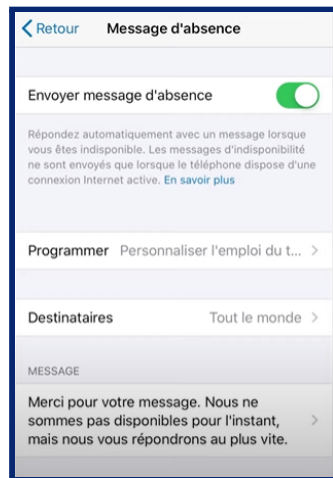 Retour Message d'absence
Envoyer message d'absence
Répondez automatiquement avec un message lorsque
vous êtes indisponible. Les messages d'indisponibilité
ne sont envoyés que lorsque le téléphone dispose d'une
connexion Internet active. En savoir plus
Programmer Personnaliser l'emploi du t...
Destinataires Tout le monde
MESSAGE
Merci pour votre message. Nous ne
sommes pas disponibles pour l'instant,
mais nous vous répondrons au plus vite.